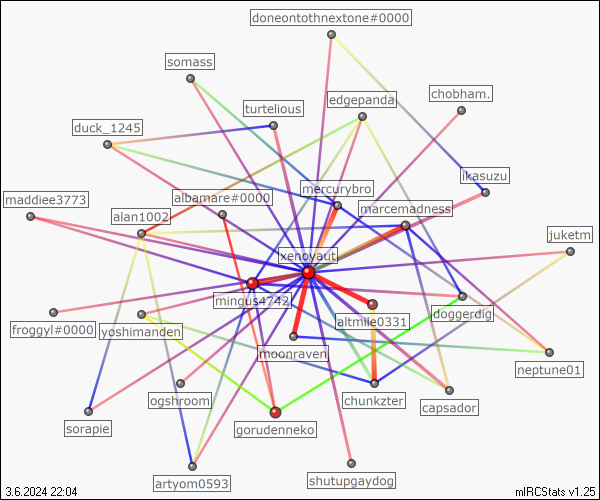 doneontothnextone#0000
somass
edgepanda
chobham.
turtelious
duck_1245
ikasuzu
mercurybro
maddiee3773
albamare#0000
marcemadness
alan1002
juketm
xenoyaut
mingus4742
doggerdig
altmile0331
froggyl#0000
yoshimanden
moonraven
neptune01
ogshroom
chunkzter
capsador
sorapie
gorudenneko
artyom0593
shutupgaydog
3.6.2024 22:04
mIRCStats v1.25